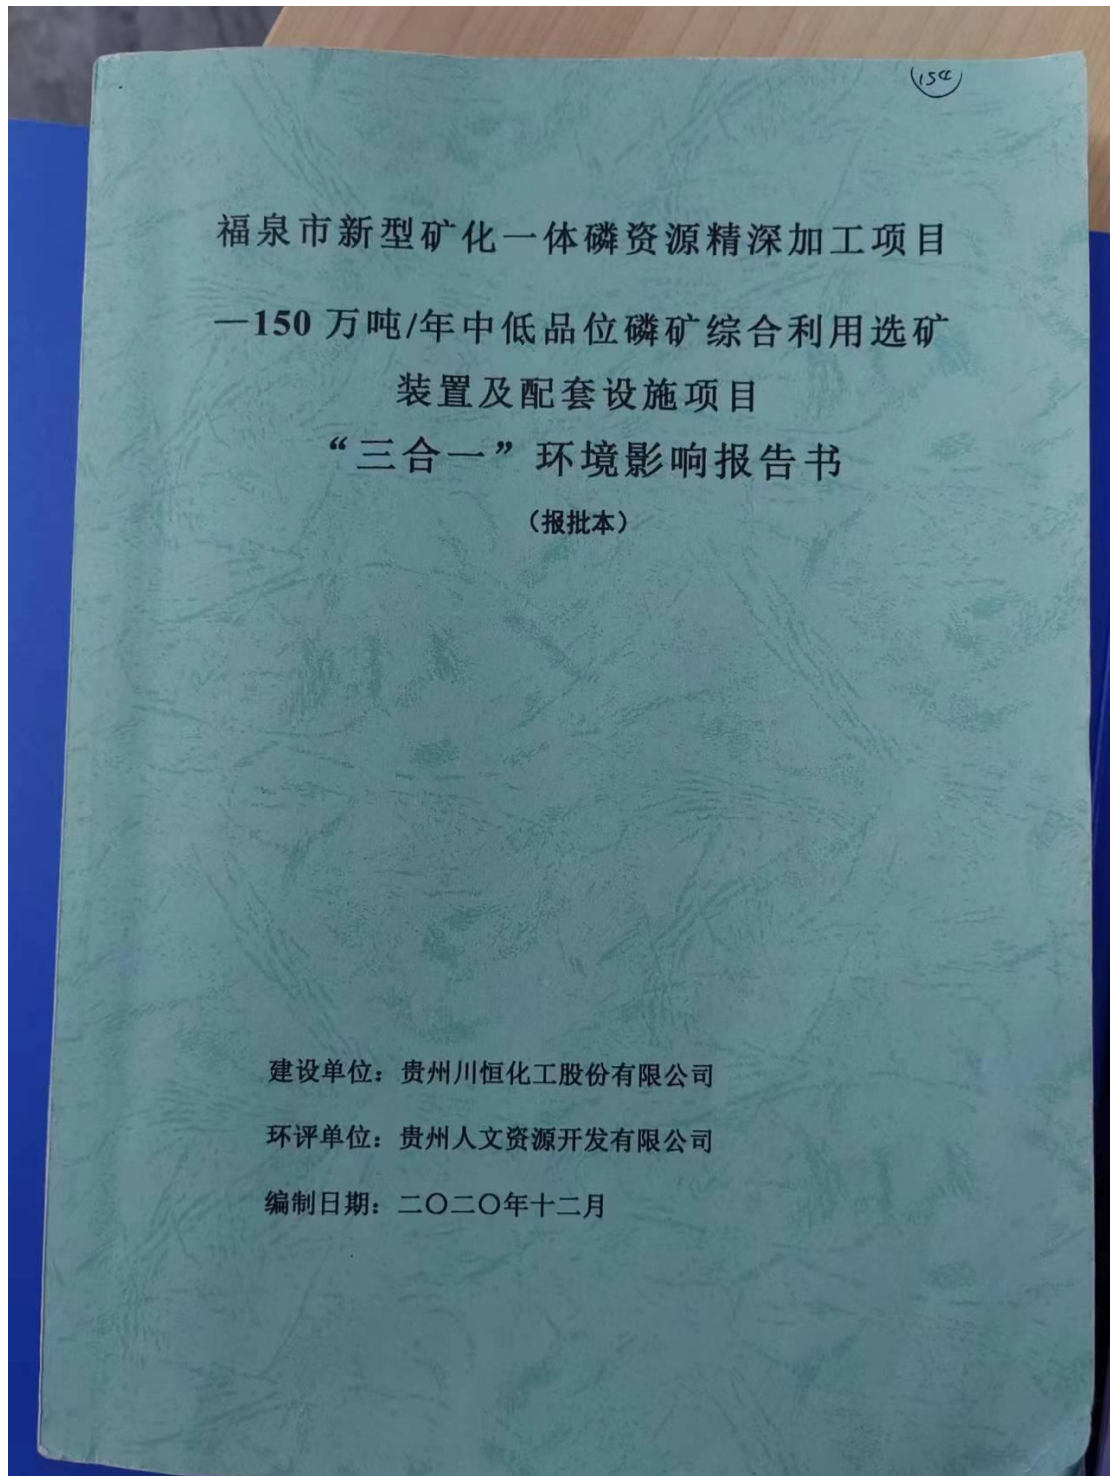 154
福泉市新型矿化一体磷资源精深加工项目
—150 万吨/年中低品位磷矿综合利用选矿
装置及配套设施项目
“三合一”环境影响报告书
（报批本）
建设单位：贵州川恒化工股份有限公司
环评单位：贵州人文资源开发有限公司
编制日期：二〇二〇年十二月